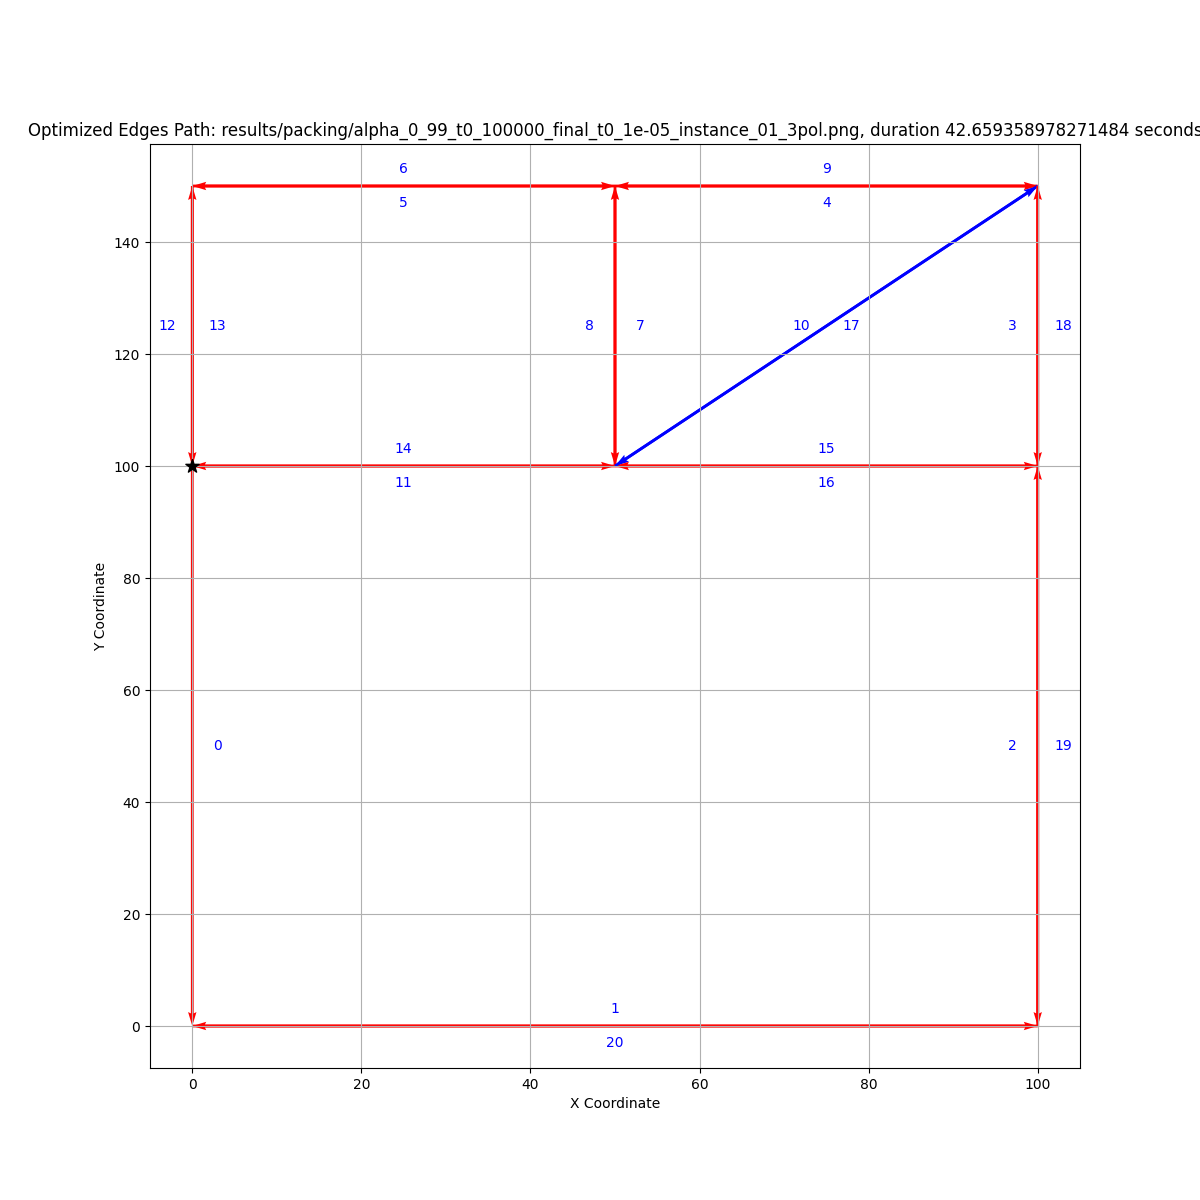 Optimized Edges Path: results/packing/alpha_0_99_t0_100000_final_t0_1e-05_instance_01_3pol.png, duration 42.659358978271484 seconds
6 9
5 4
140
12 13 8 7 10 17 3 18
120
14 15
100
11 16
80
Y Coordinate
60
0 2 19
40
20
1
0
20
0 20 40 60 80 100
X Coordinate